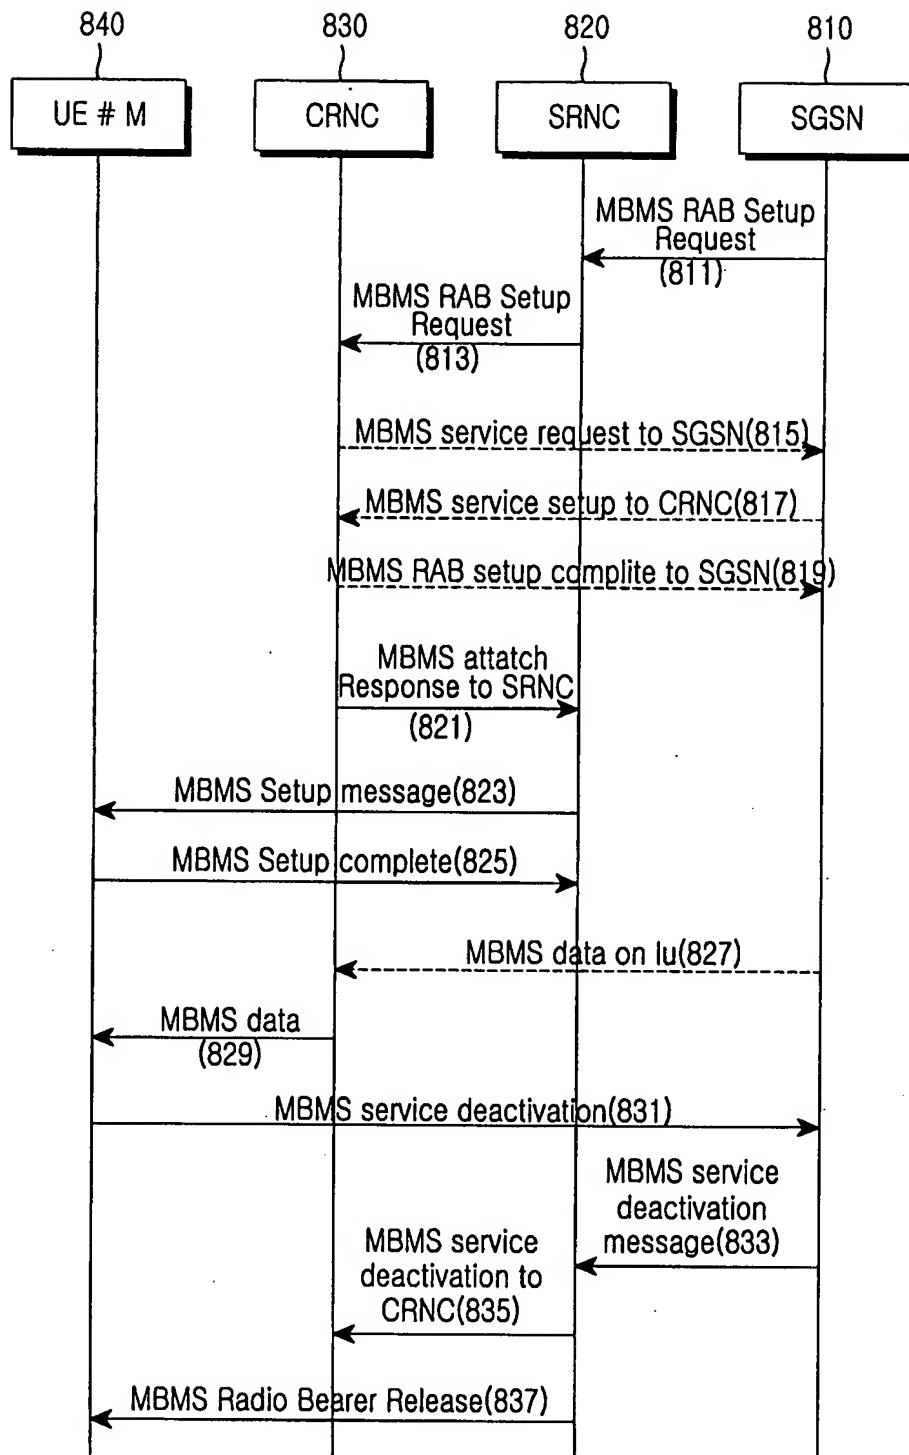 840
830
820
810
UE # M
CRNC
SRNC
SGSN
MBMS RAB Setup
Request
(811)
MBMS RAB Setup
Request
(813)
MBMS service request to SGSN(815)
MBMS service setup to CRNC(817)
MBMS RAB setup complite to SGSN(819)
MBMS attatch
Response to SRNC
(821)
MBMS Setup message(823)
MBMS Setup complete(825)
MBMS data on Iu(827)
MBMS data
(829)
MBMS service deactivation(831)
MBMS service
deactivation
message(833)
MBMS service
deactivation to
CRNC(835)
MBMS Radio Bearer Release(837)